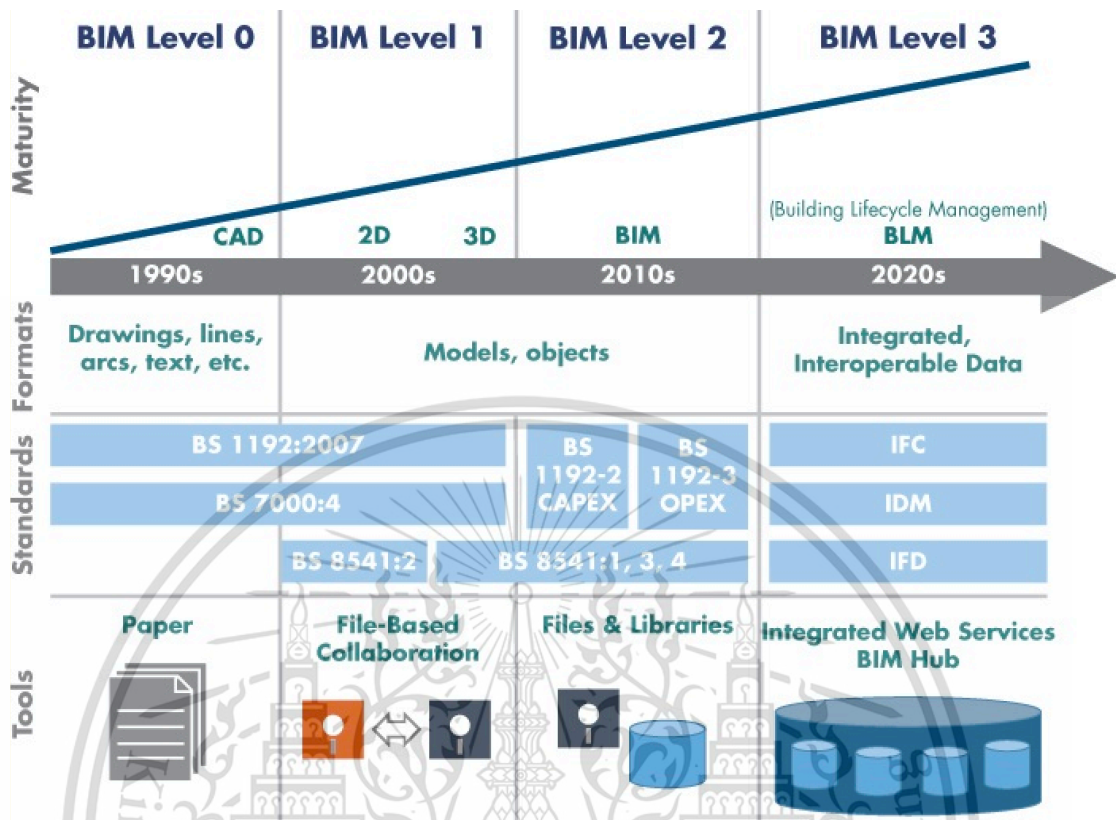 BIM Level 0
BIM Level 1
BIM Level 2
BIM Level 3
Maturity
(Building Lifecycle Management)
CAD
2D
3D
BIM
BLM
1990s
2000s
2010s
2020s
Formats
Drawings, lines,
arcs, text, etc.
Models, objects
Integrated,
Interoperable Data
Standards
BS 1192:2007
BS 7000:4
BS 8541:2
BS
1192-2
CAPEX
BS
1192-3
OPEX
BS 8541:1, 3, 4
IFC
IDM
IFD
Tools
Paper
File-Based
Collaboration
Files & Libraries
Integrated Web Services
BIM Hub